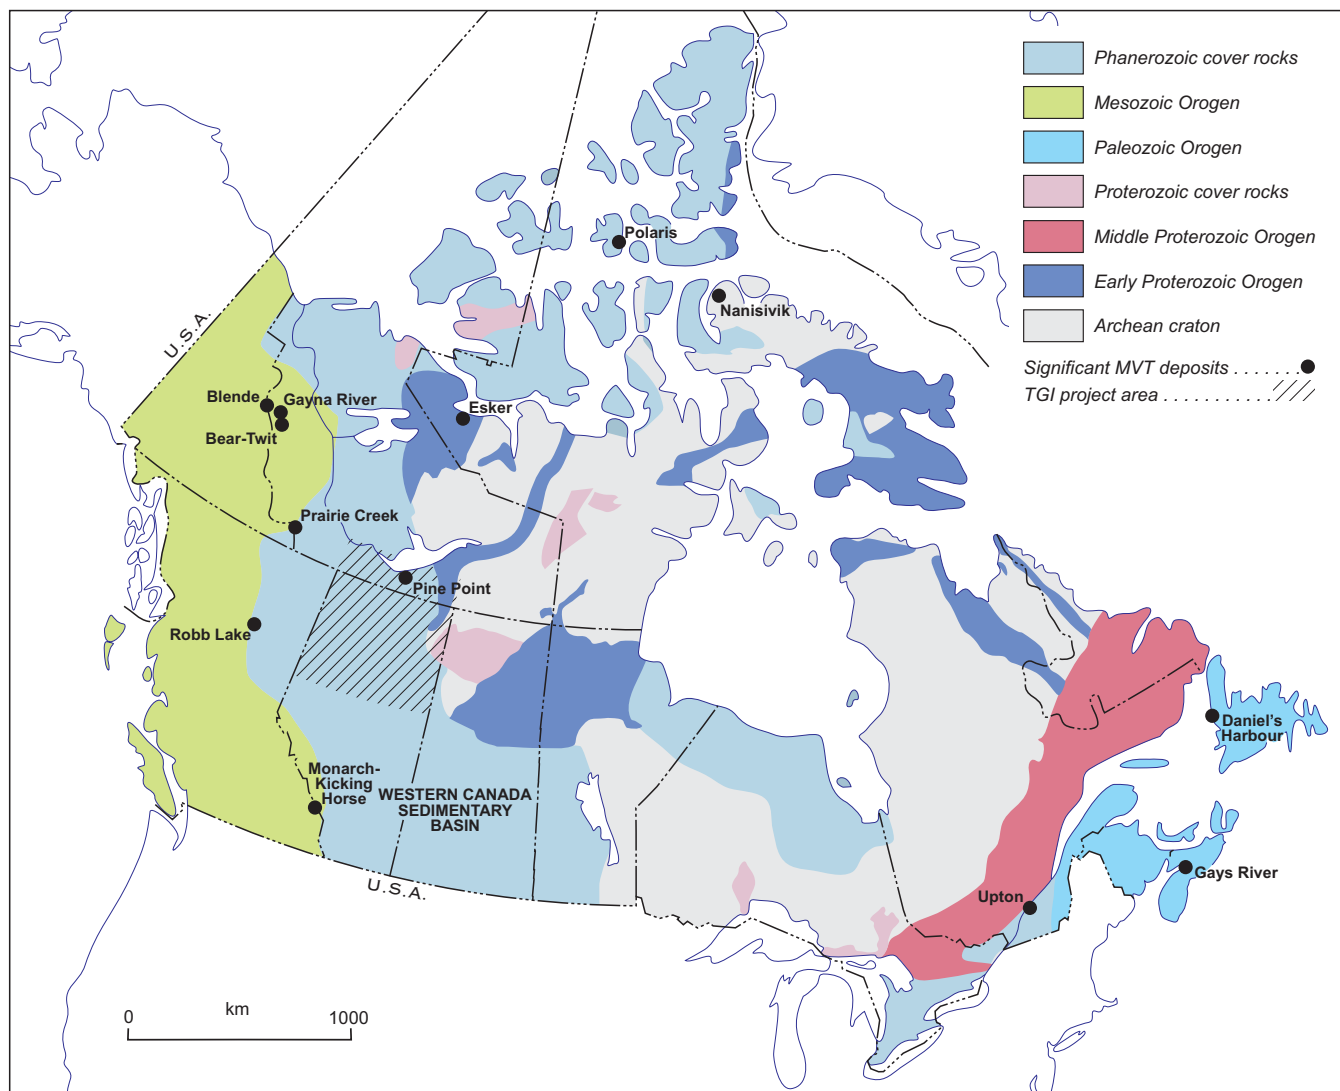 Phanerozoic cover rocks
Mesozoic Orogen
Paleozoic Orogen
Proterozoic cover rocks
Middle Proterozoic Orogen
Early Proterozoic Orogen
Archean craton
Significant MVT deposits . . . . . . .
TGI project area . . . . . . . . . . .
Polaris
Nanisivik
U.S.A.
Blende
Gayna River
Bear-Twit
Esker
Prairie Creek
Pine Point
Robb Lake
Daniel's
Harbour
Monarch-
Kicking
Horse
WESTERN CANADA
SEDIMENTARY
BASIN
U.S.A.
Gays River
Upton
km
0 1000